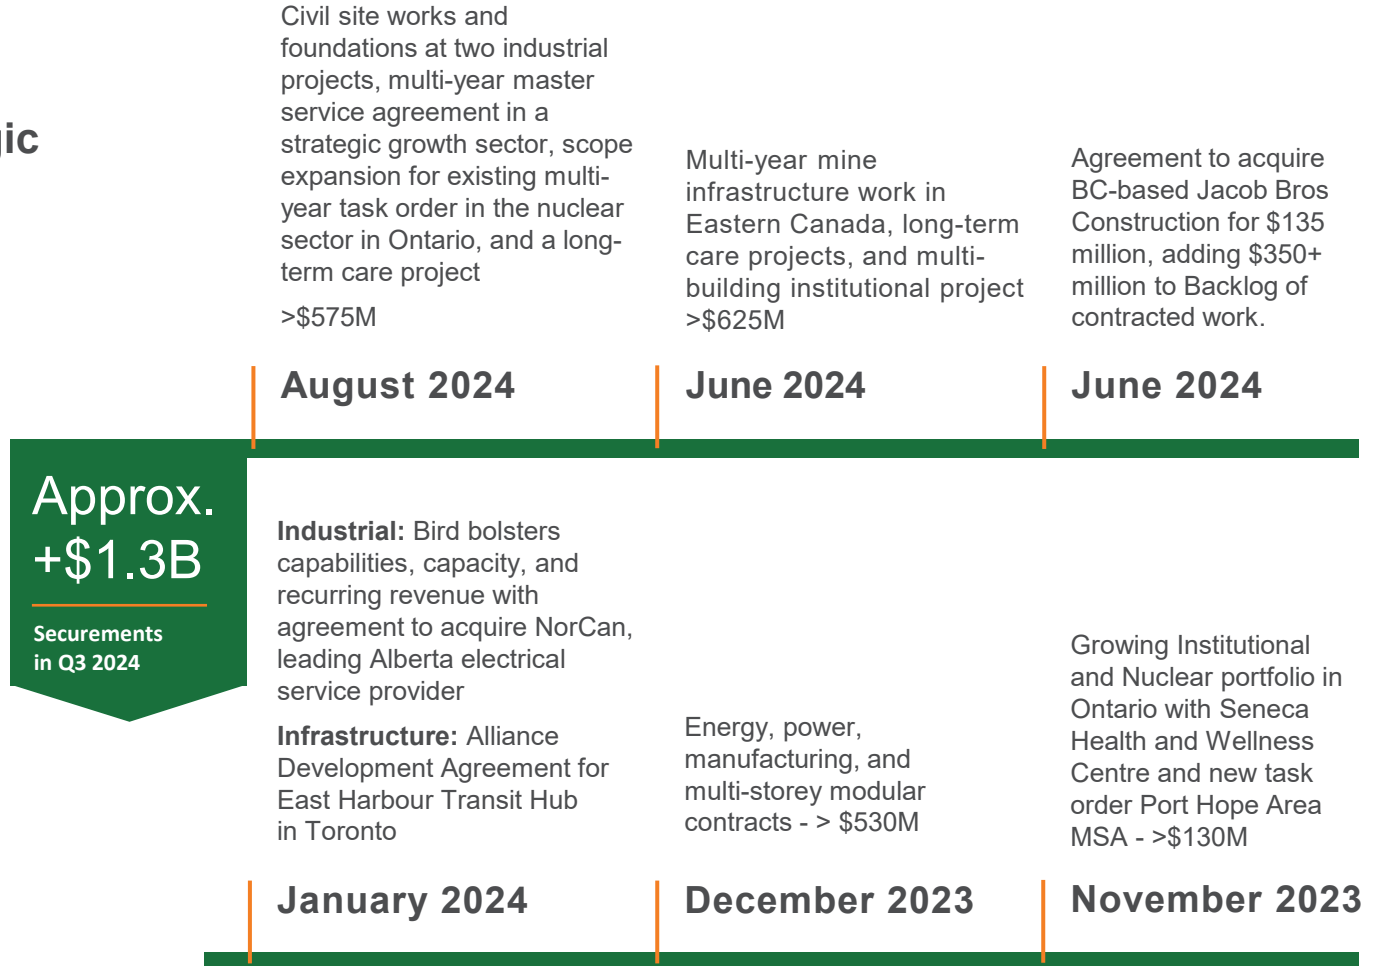 gic
Civil site works and
foundations at two industrial
projects, multi-year master
service agreement in a
strategic growth sector, scope
expansion for existing multi-
year task order in the nuclear
sector in Ontario, and a long-
term care project
>$575M
August 2024
Multi-year mine
infrastructure work in
Eastern Canada, long-term
care projects, and multi-
building institutional project
>$625M
June 2024
Agreement to acquire
BC-based Jacob Bros
Construction for $135
million, adding $350+
million to Backlog of
contracted work.
June 2024
Approx.
+$1.3B
Securements
in Q3 2024
Industrial: Bird bolsters
capabilities, capacity, and
recurring revenue with
agreement to acquire NorCan,
leading Alberta electrical
service provider
Infrastructure: Alliance
Development Agreement for
East Harbour Transit Hub
in Toronto
January 2024
Energy, power,
manufacturing, and
multi-storey modular
contracts - > $530M
December 2023
Growing Institutional
and Nuclear portfolio in
Ontario with Seneca
Health and Wellness
Centre and new task
order Port Hope Area
MSA - >$130M
November 2023